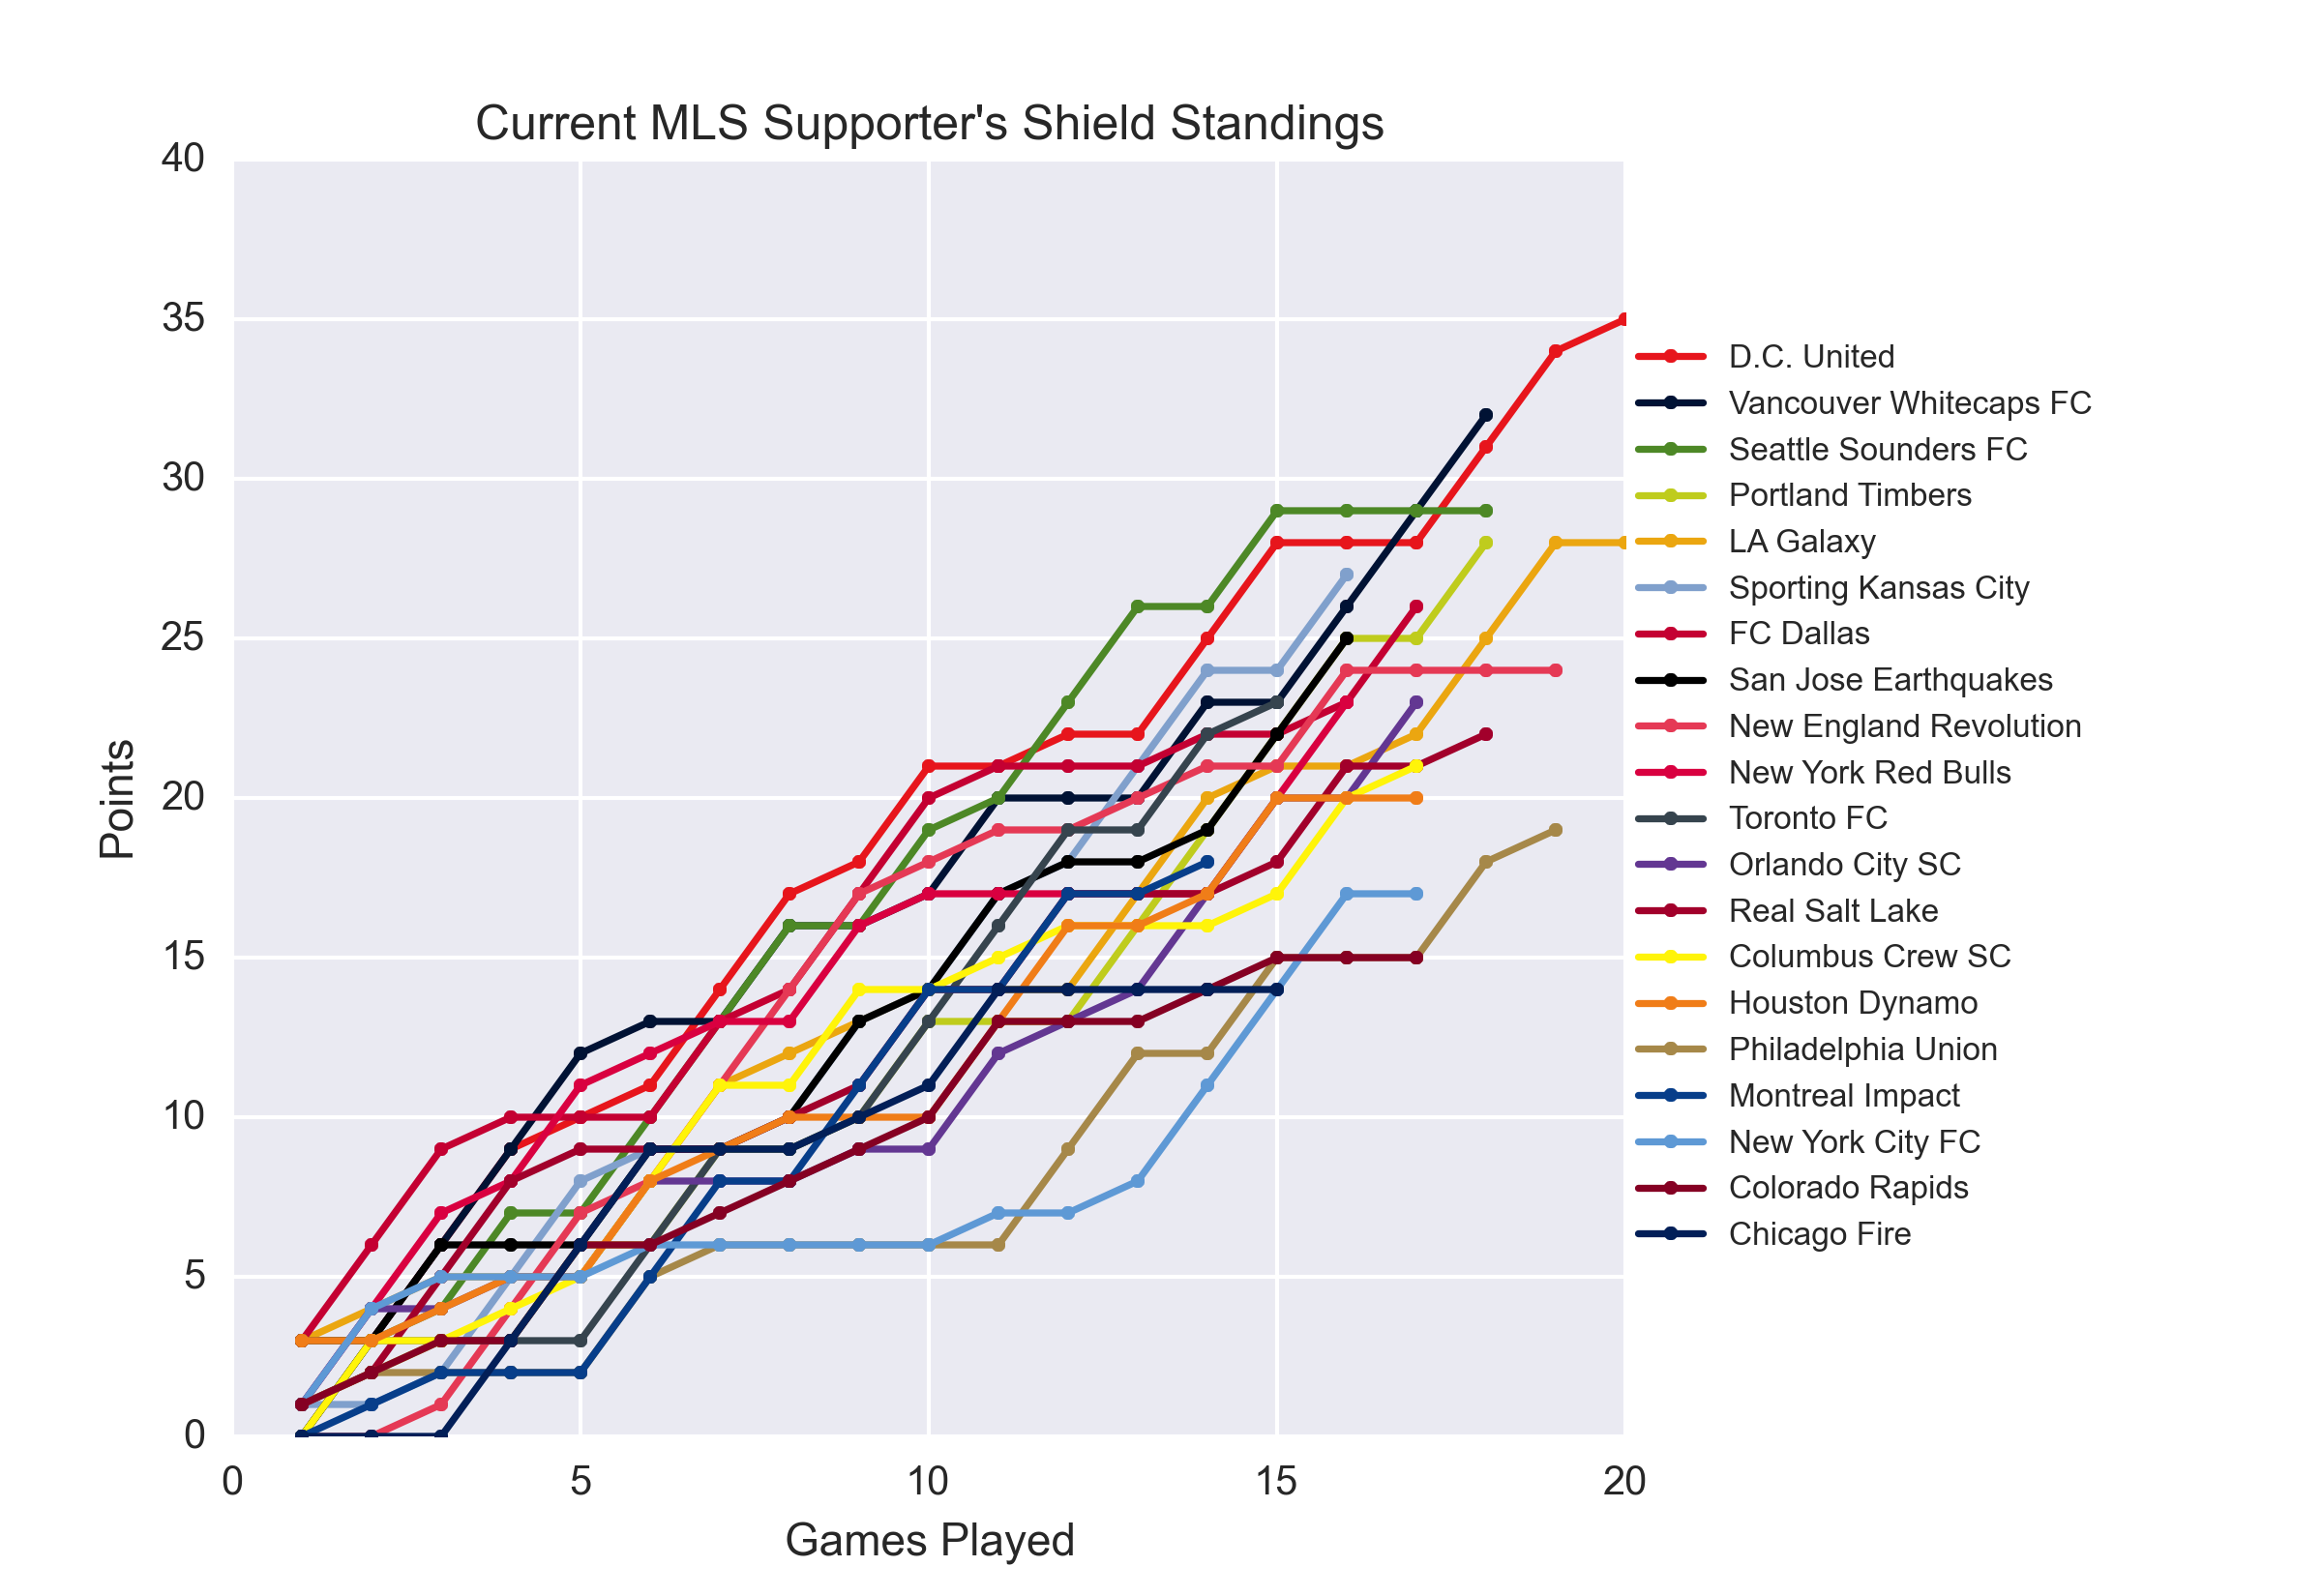 Current MLS Supporter's Shield Standings
40
35
30
25
20
15
10
5
0
Points
0 5 10 15 20
Games Played
D.C. United
Vancouver Whitecaps FC
Seattle Sounders FC
Portland Timbers
LA Galaxy
Sporting Kansas City
FC Dallas
San Jose Earthquakes
New England Revolution
New York Red Bulls
Toronto FC
Orlando City SC
Real Salt Lake
Columbus Crew SC
Houston Dynamo
Philadelphia Union
Montreal Impact
New York City FC
Colorado Rapids
Chicago Fire